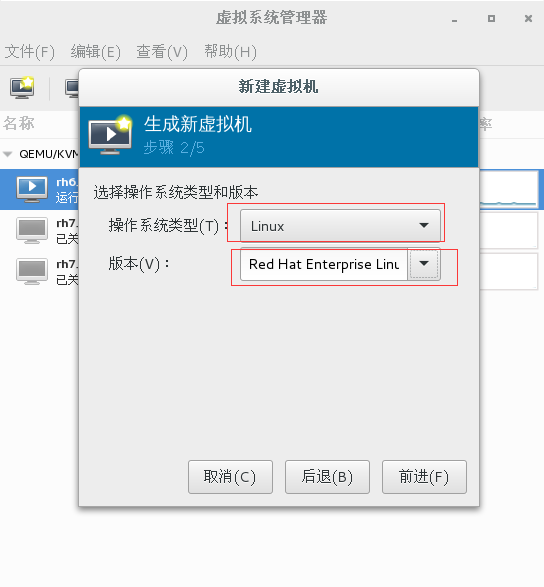 虚拟系统管理器
文件(F) 编辑(E) 查看(V) 帮助(H)
新建虚拟机
名称
率
生成新虚拟机
步骤 2/5
QEMU/KVM
rh6.
运行
选择操作系统类型和版本
操作系统类型(T)： Linux
rh7.
已关
版本(V)： Red Hat Enterprise Linu
rh7.
已关
取消(C) 后退(B) 前进(F)